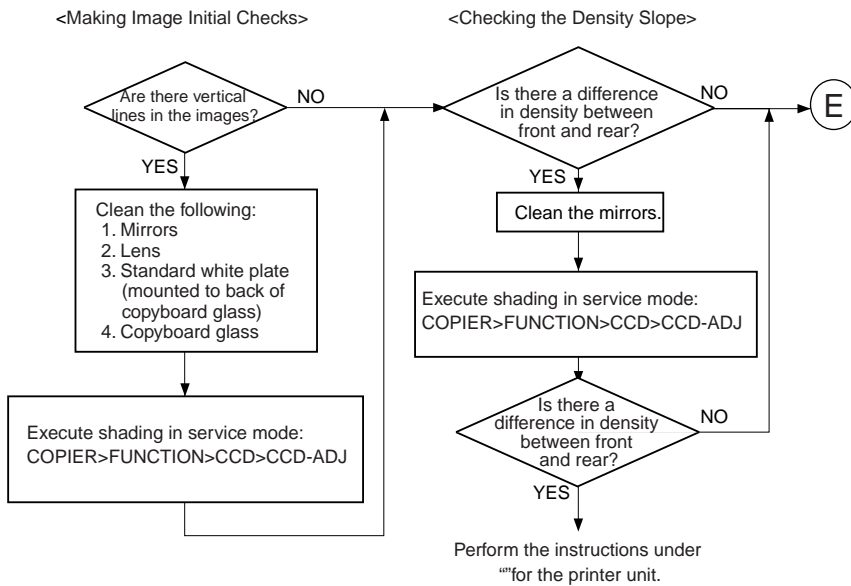 <Making Image Initial Checks>
Are there vertical
lines in the images?
NO
YES
Clean the following:
1. Mirrors
2. Lens
3. Standard white plate
(mounted to back of
copyboard glass)
4. Copyboard glass
Execute shading in service mode:
COPIER>FUNCTION>CCD>CCD-ADJ
<Checking the Density Slope>
Is there a difference
in density between
front and rear?
NO
E
YES
Clean the mirrors.
Execute shading in service mode:
COPIER>FUNCTION>CCD>CCD-ADJ
Is there a
difference in density
between front
and rear?
NO
YES
Perform the instructions under
“”for the printer unit.